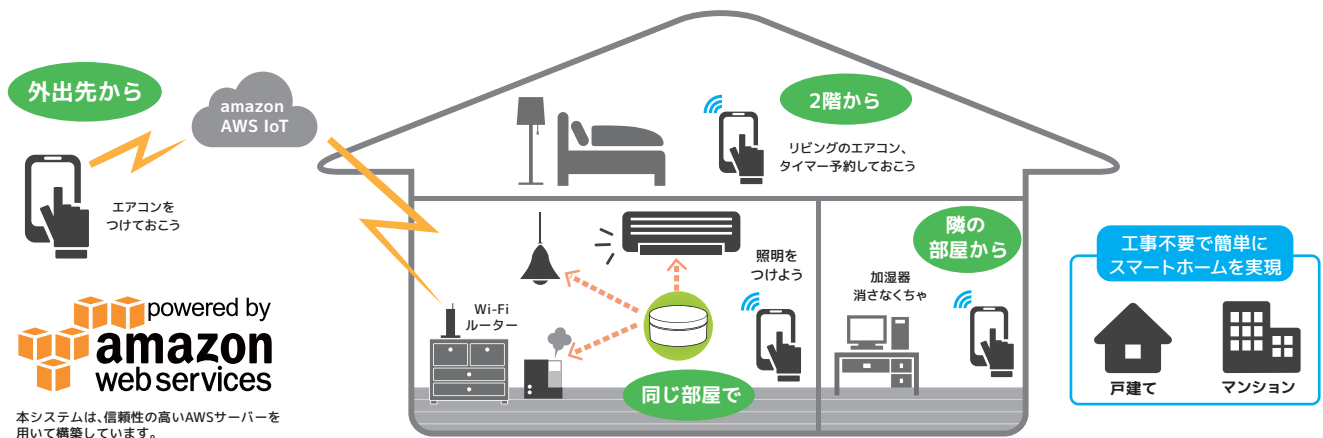 外出先から
amazon
AWS IoT
エアコンを
つけておこう
powered by
amazon
web services
本システムは、信頼性の高いAWSサーバーを
用いて構築しています。
2階から
リビングのエアコン、
タイマー予約しておこう
照明を
つけよう
Wi-Fi
ルーター
同じ部屋で
隣の
部屋から
加湿器
消さなくちゃ
工事不要で簡単に
スマートホームを実現
戸建て
マンション